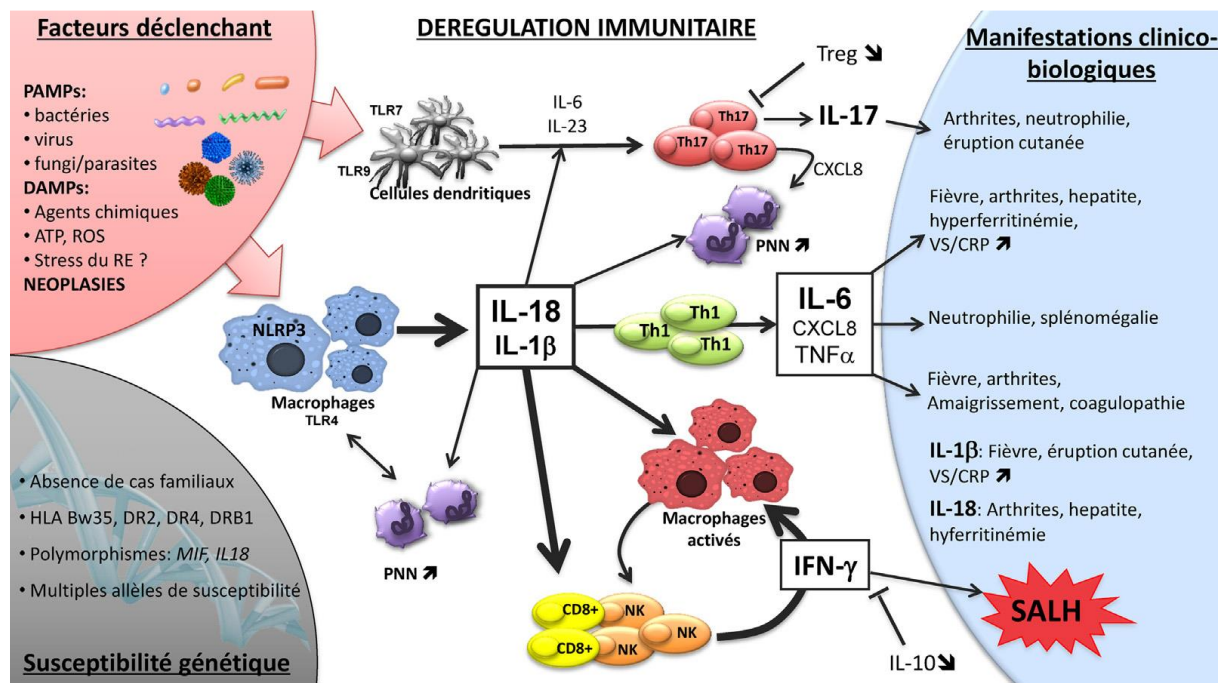 Facteurs déclenchant
PAMPs:
• bactéries
• virus
• fungi/parasites
DAMPs:
• Agents chimiques
• ATP, ROS
• Stress du RE ?
NEOPLASIES
• Absence de cas familiaux
• HLA Bw35, DR2, DR4, DRB1
• Polymorphismes: MIF, IL18
• Multiples allèles de susceptibilité
Susceptibilité génétique
DEREGULATION IMMUNITAIRE
TLR7
TLR9
Cellules dendritiques
IL-6
IL-23
Treg ↘
Th17
Th17
Th17
IL-17
CXCL8
PNN ↗
NLRP3
Macrophages
TLR4
IL-18
IL-1β
Th1
Th1
Th1
IL-6
CXCL8
TNFα
PNN ↗
Macrophages
activés
CD8+
NK
CD8+
NK
NK
IFN-γ
IL-10↘
Manifestations clinico-
biologiques
Arthrites, neutrophilie,
éruption cutanée
Fièvre, arthrites, hepatite,
hyperferritinémie,
VS/CRP ↗
Neutrophilie, splénomégalie
Fièvre, arthrites,
Amaigrissement, coagulopathie
IL-1β: Fièvre, éruption cutanée,
VS/CRP ↗
IL-18: Arthrites, hepatite,
hyferritinémie
SALH